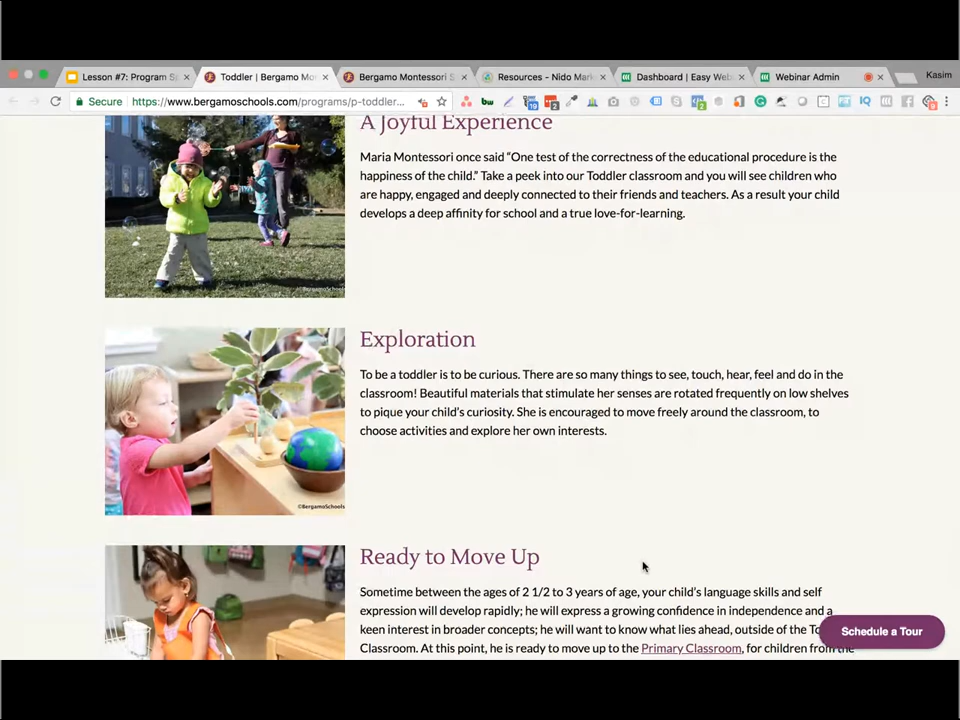 Lesson #7: Program Sp
Toddler | Bergamo Mon
Bergamo Montessori S
Resources - Nido Mark
Dashboard | Easy Web
Webinar Admin
Kasim
Secure
https://www.bergamoschools.com/programs/p-toddler...
A Joyful Experience
Maria Montessori once said “One test of the correctness of the educational procedure is the
happiness of the child.” Take a peek into our Toddler classroom and you will see children who
are happy, engaged and deeply connected to their friends and teachers. As a result your child
develops a deep affinity for school and a true love-for-learning.
©BergamoSchools
Exploration
To be a toddler is to be curious. There are so many things to see, touch, hear, feel and do in the
classroom! Beautiful materials that stimulate her senses are rotated frequently on low shelves
to pique your child’s curiosity. She is encouraged to move freely around the classroom, to
choose activities and explore her own interests.
©BergamoSchools
Ready to Move Up
Sometime between the ages of 2 1/2 to 3 years of age, your child’s language skills and self
expression will develop rapidly; he will express a growing confidence in independence and a
keen interest in broader concepts; he will want to know what lies ahead, outside of the To
Classroom. At this point, he is ready to move up to the Primary Classroom, for children from the
Schedule a Tour